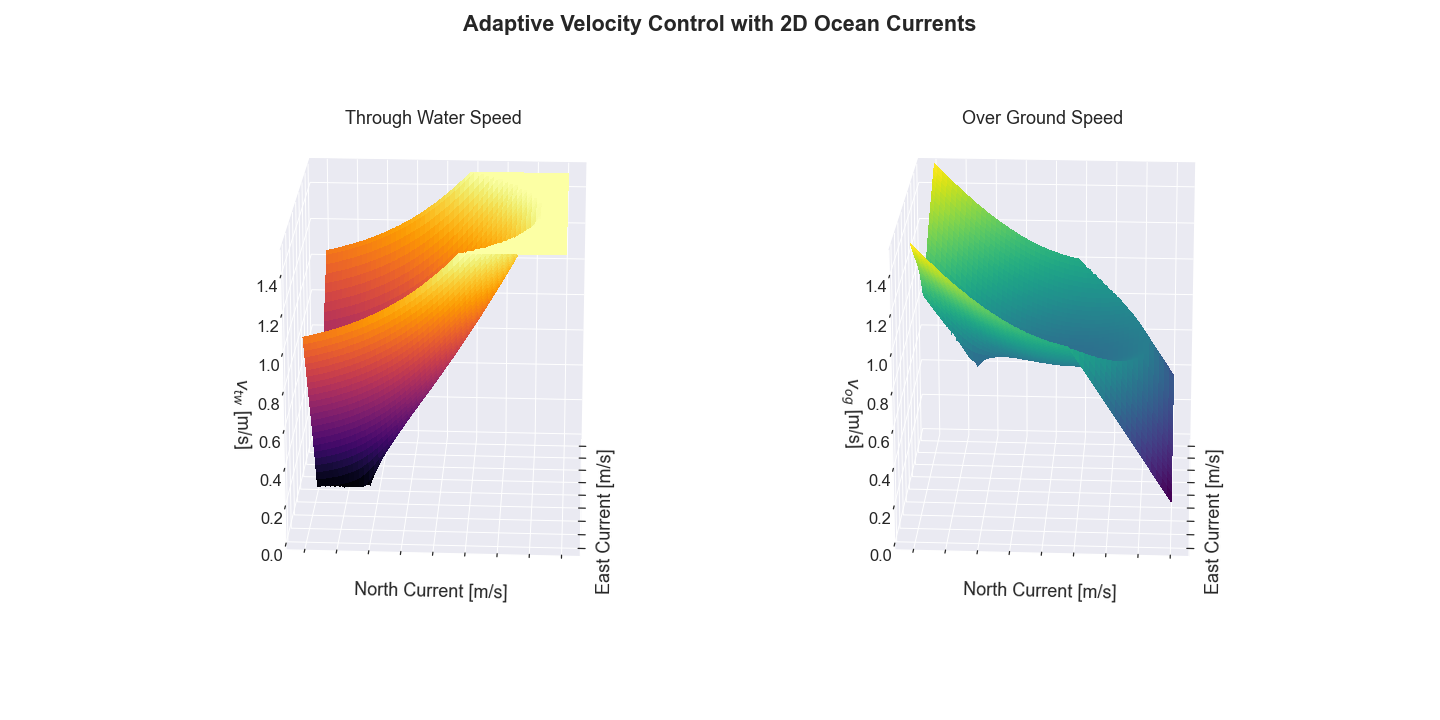 Adaptive Velocity Control with 2D Ocean Currents
Through Water Speed
1.4
1.2
1.0
0.8
0.6
0.4
0.2
0.0
v_tw [m/s]
North Current [m/s]
East Current [m/s]
Over Ground Speed
1.4
1.2
1.0
0.8
0.6
0.4
0.2
0.0
v_og [m/s]
North Current [m/s]
East Current [m/s]